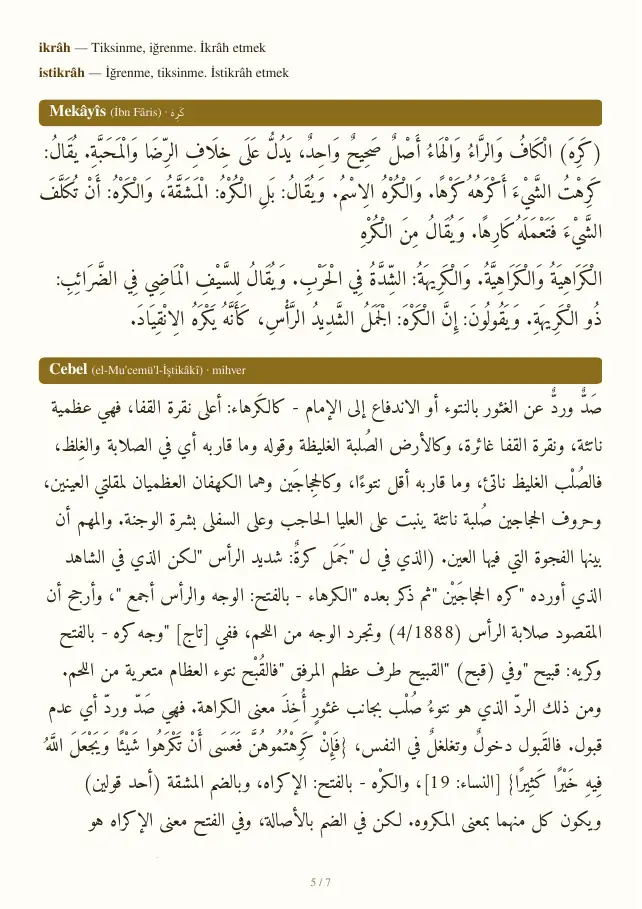 ikrâh — Tiksinme, iğrenme. İkrâh etmek
istikrâh — İğrenme, tiksinme. İstikrâh etmek
Mekâyîs (İbn Fâris) · كَرِهَ
(كَرِهَ) الْكَافُ وَالرَّاءُ وَالْهَاءُ أَصْلٌ صَحِيحٌ وَاحِدٌ، يَدُلُّ عَلَى خِلَافِ الرِّضَا وَالْمَحَبَّةِ. يُقَالُ:
كَرِهْتُ الشَّيْءَ أَكْرَهُهُ كَرْهًا. وَالْكُرْهُ الِاسْمُ. وَيُقَالُ: بَلِ الْكُرْهُ: الْمَشَقَّةُ، وَالْكَرْهُ: أَنْ تُكَلَّفَ
الشَّيْءَ فَتَعْمَلَهُ كَارِهًا. وَيُقَالُ مِنَ الْكُرْهِ
الْكَرَاهِيَةُ وَالْكَرَاهِيَّةُ. وَالْكَرِيهَةُ: الشِّدَّةُ فِي الْحَرْبِ. وَيُقَالُ لِلسَّيْفِ الْمَاضِي فِي الضَّرَائِبِ:
ذُو الْكَرِيهَةِ. وَيَقُولُونَ: إِنَّ الْكَرْهَ: الْجَمَلُ الشَّدِيدُ الرَّأْسِ، كَأَنَّهُ يَكْرَهُ الِانْقِيَادَ.
Cebel (el-Mu'cemü'l-İştikâkî) · mihver
صَدٌّ وردٌّ عن الغئور بالنتوء أو الاندفاع إلى الإمام - كالكَرهاء: أعلى نقرة القفا، فهي عظمية
ناتئة، ونقرة القفا غائرة، وكالأرض الصُلبة الغليظة وقوله وما قاربه أي في الصلابة والغِلظ،
فالصُلْب الغليظ ناتئ، وما قاربه أقل نتوءًا، وكالحِجاجَين وهما الكهفان العظميان لمقلتي العينين،
وحروف الحجاجين صُلبة ناتئة ينبت على العليا الحاجب وعلى السفلى بشرة الوجنة. والمهم أن
بينها الفجوة التي فيها العين. (الذي في ل "جَمَل كرهٌ: شديد الرأس "لكن الذي في الشاهد
الذي أورده "كره الحجاجَيْن "ثم ذكر بعده "الكرهاء - بالفتح: الوجه والرأس أجمع "، وأرجح أن
المقصود صلابة الرأس (4/1888) وتجرد الوجه من اللحم، ففي [تاج] "وجه كره - بالفتح
وكريه: قبيح "وفي (قبح) "القبيح طرف عظم المرفق "فالقُبْح نتوء العظام متعرية من اللحم.
ومن ذلك الردّ الذي هو نتوءُ صُلْب بجانب غئورٍ أُخِذَ معنى الكراهة. فهي صَدّ وردّ أي عدم
قبول. فالقَبول دخولٌ وتغلغلٌ في النفس، {فَإِنْ كَرِهْتُمُوهُنَّ فَعَسَى أَنْ تَكْرَهُوا شَيْئًا وَيَجْعَلَ اللَّهُ
فِيهِ خَيْرًا كَثِيرًا} [النساء: 19]، والكَرْه - بالفتح: الإكراه، وبالضم المشقة (أحد قولين)
ويكون كل منهما بمعنى المكروه. لكن في الضم بالأصالة، وفي الفتح معنى الإكراه هو
5 / 7